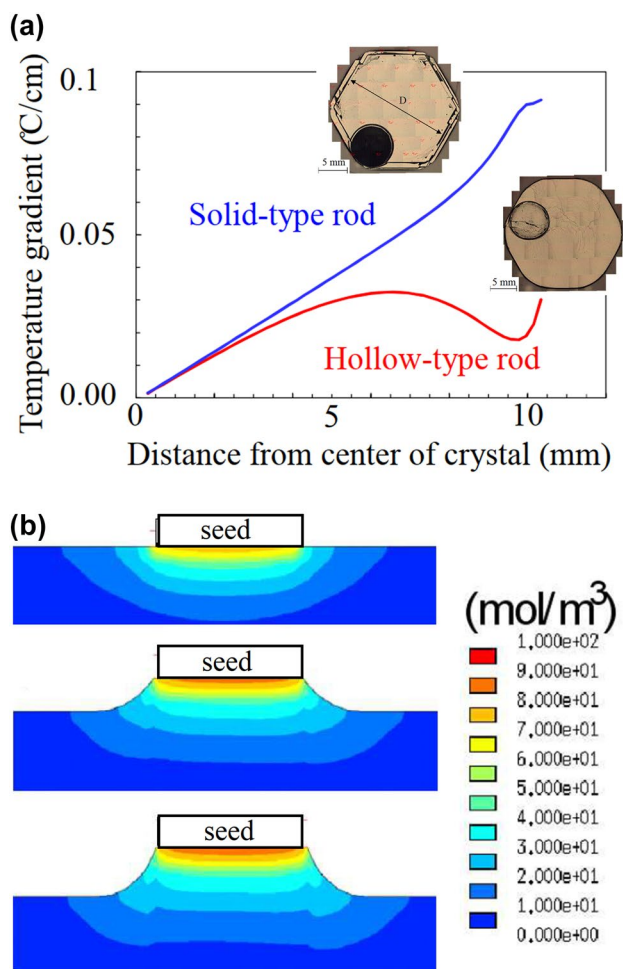 (a)
0.1
0.05
0.00
Temperature gradient (℃/cm)
D
5 mm
Solid-type rod
5 mm
Hollow-type rod
0
5
10
Distance from center of crystal (mm)
(b)
seed
seed
seed
(mol/m³)
1.000e+02
9.000e+01
8.000e+01
7.000e+01
6.000e+01
5.000e+01
4.000e+01
3.000e+01
2.000e+01
1.000e+01
0.000e+00